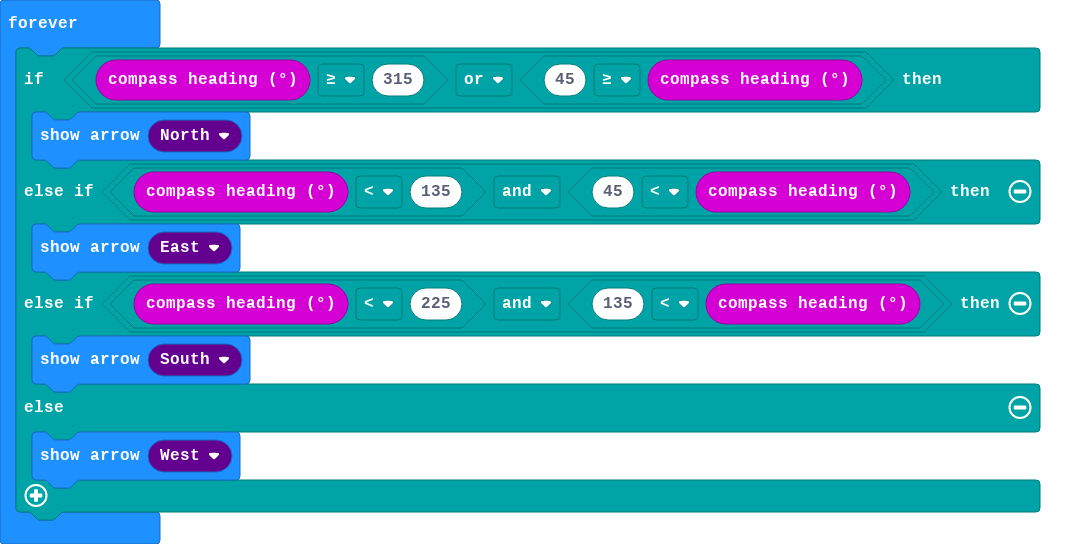 forever
if compass heading (°) ≥ 315 or 45 ≥ compass heading (°) then
show arrow North
else if compass heading (°) < 135 and 45 < compass heading (°) then
show arrow East
else if compass heading (°) < 225 and 135 < compass heading (°) then
show arrow South
else
show arrow West